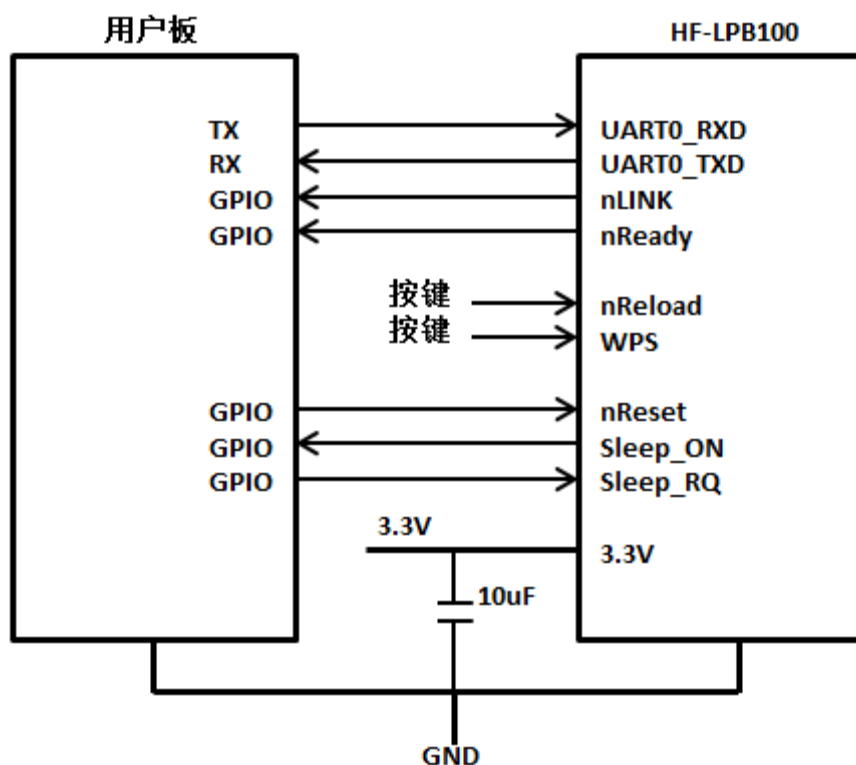 用户板 HF-LPB100
TX UART0_RXD
RX UART0_TXD
GPIO nLINK
GPIO nReady
按键 nReload
按键 WPS
GPIO nReset
GPIO Sleep_ON
GPIO Sleep_RQ
3.3V
3.3V
10uF
GND